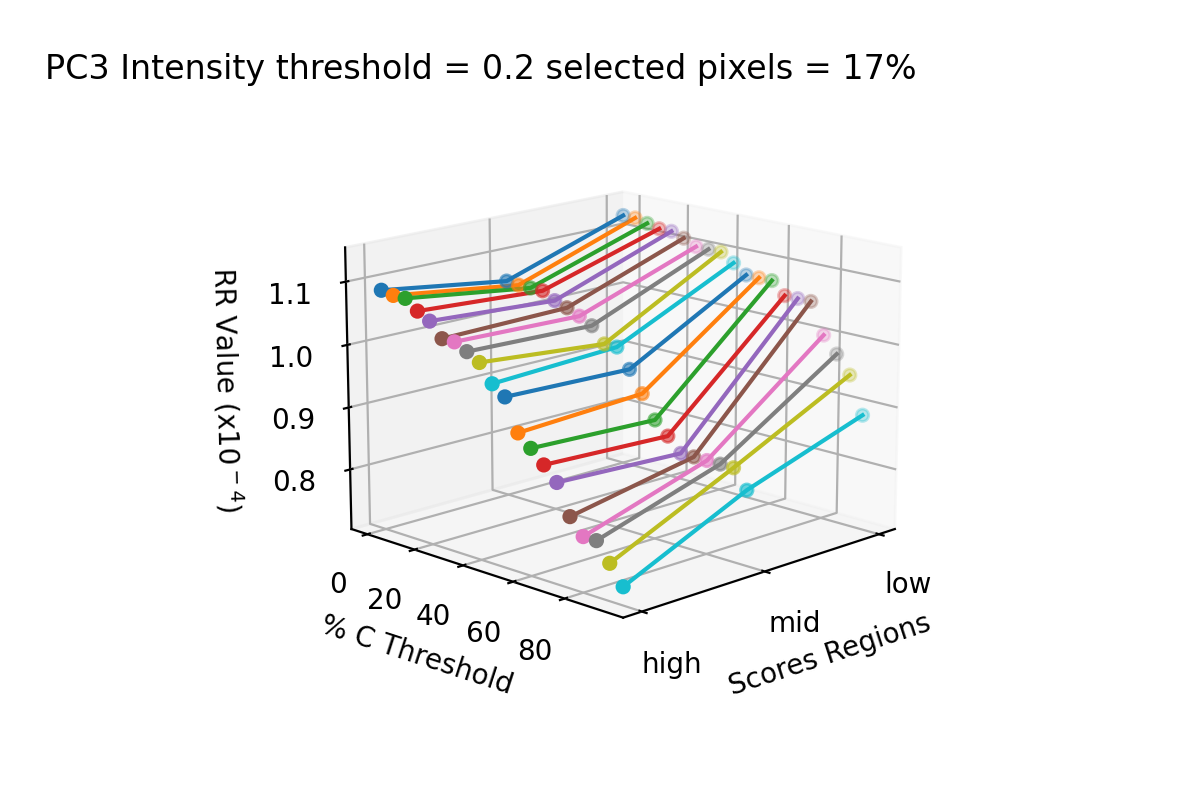 PC3 Intensity threshold = 0.2 selected pixels = 17%
RR Value (x10⁻⁴)
1.1
1.0
0.9
0.8
0
20
40
60
80
% C Threshold
high
mid
low
Scores Regions